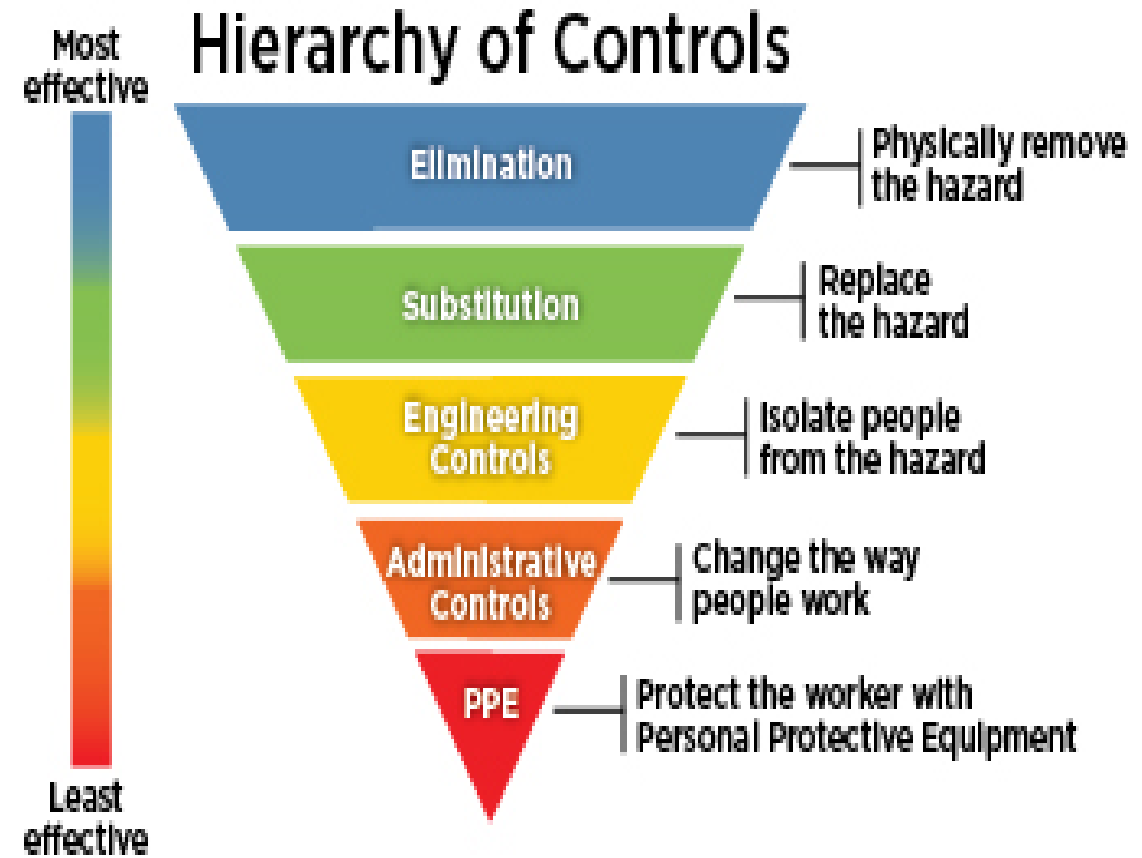 Hierarchy of Controls
Most
effective
Elimination
Physically remove
the hazard
Substitution
Replace
the hazard
Engineering
Controls
Isolate people
from the hazard
Administrative
Controls
Change the way
people work
PPE
Protect the worker with
Personal Protective Equipment
Least
effective